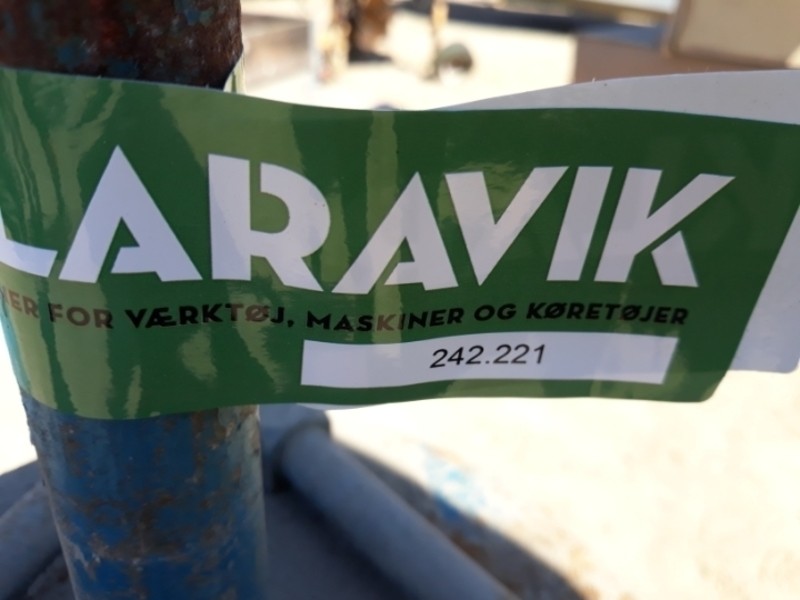 LARAVIK
FOR VÆRKTØJ, MASKINER OG KØRETØJER
242.221